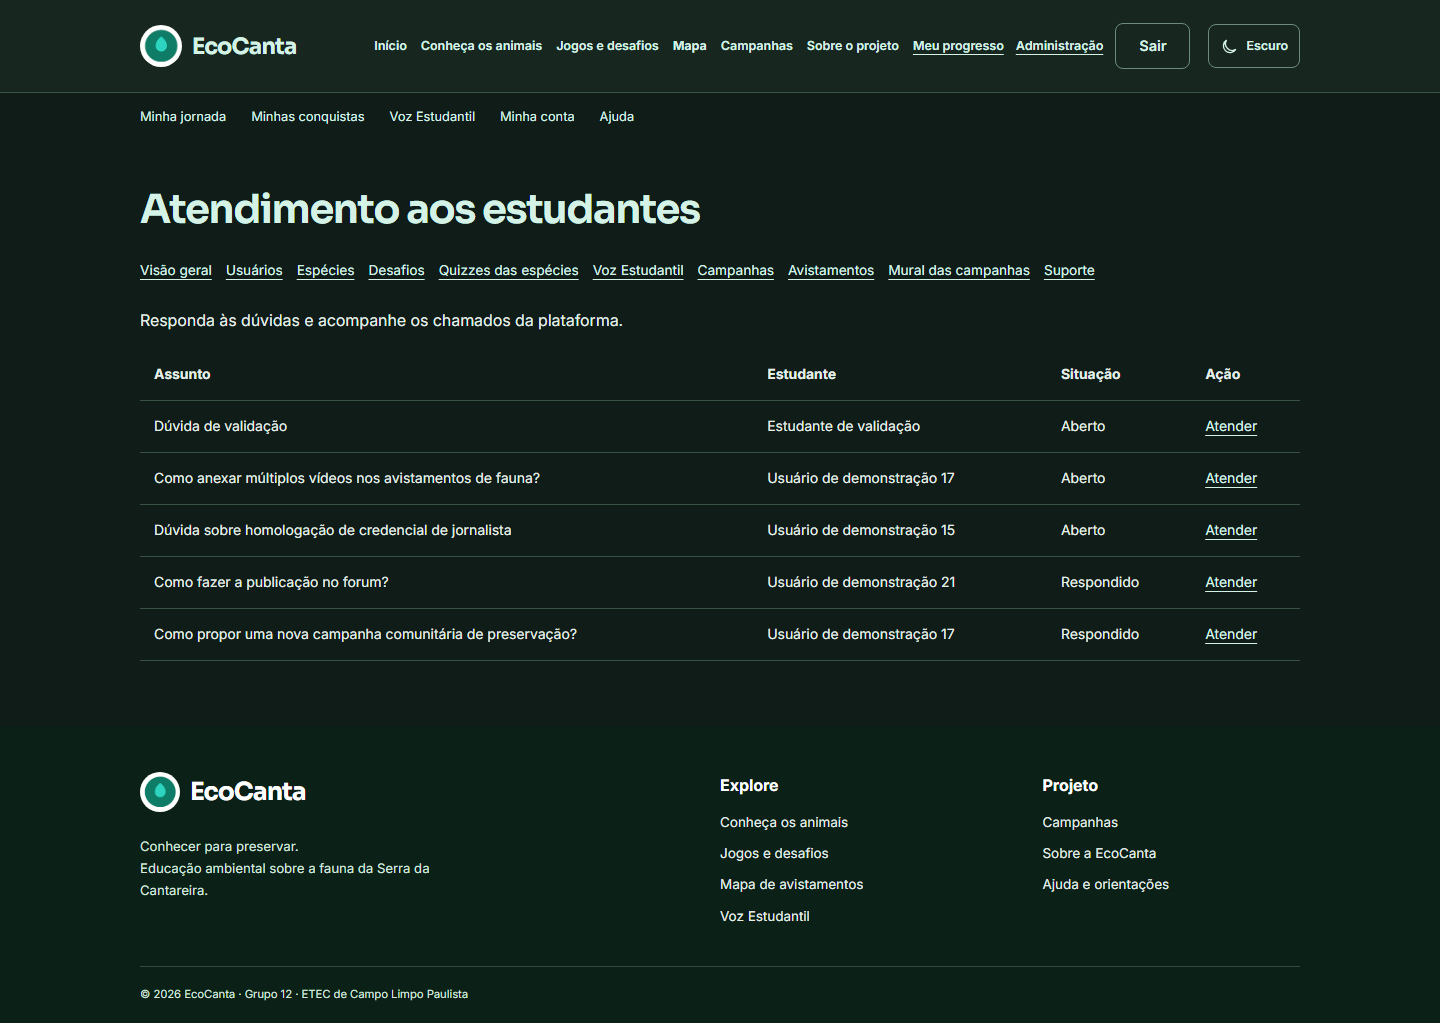 EcoCanta Início Conheça os animais Jogos e desafios Mapa Campanhas Sobre o projeto Meu progresso Administração Sair Escuro
Minha jornada Minhas conquistas Voz Estudantil Minha conta Ajuda
Atendimento aos estudantes
Visão geral Usuários Espécies Desafios Quizzes das espécies Voz Estudantil Campanhas Avistamentos Mural das campanhas Suporte
Responda às dúvidas e acompanhe os chamados da plataforma.
Assunto Estudante Situação Ação
Dúvida de validação Estudante de validação Aberto Atender
Como anexar múltiplos vídeos nos avistamentos de fauna? Usuário de demonstração 17 Aberto Atender
Dúvida sobre homologação de credencial de jornalista Usuário de demonstração 15 Aberto Atender
Como fazer a publicação no forum? Usuário de demonstração 21 Respondido Atender
Como propor uma nova campanha comunitária de preservação? Usuário de demonstração 17 Respondido Atender
EcoCanta
Conhecer para preservar.
Educação ambiental sobre a fauna da Serra da
Cantareira.
Explore
Conheça os animais
Jogos e desafios
Mapa de avistamentos
Voz Estudantil
Projeto
Campanhas
Sobre a EcoCanta
Ajuda e orientações
© 2026 EcoCanta · Grupo 12 · ETEC de Campo Limpo Paulista